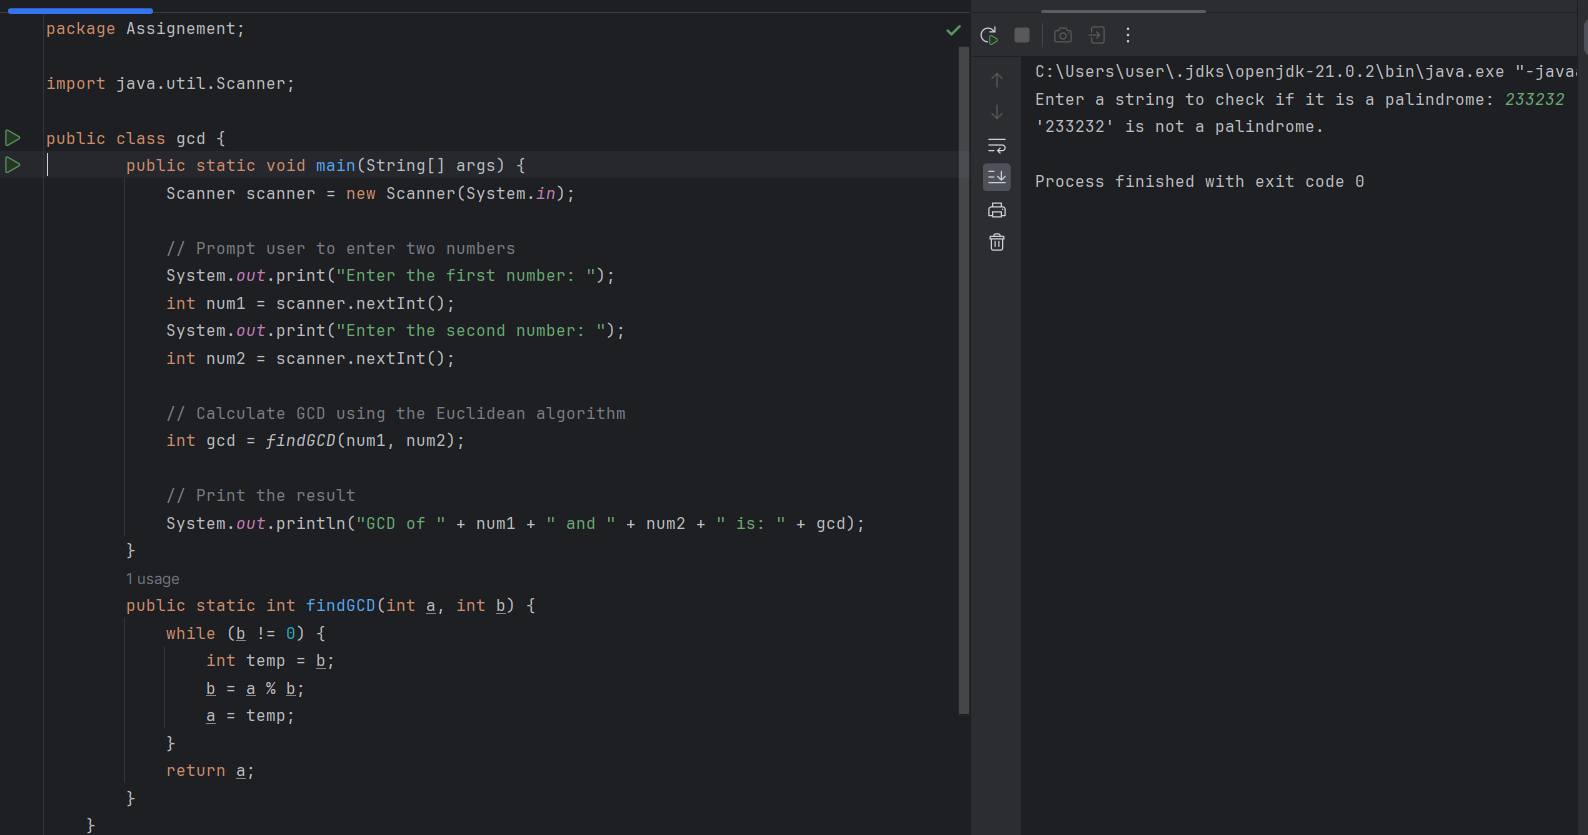 package Assignement;
import java.util.Scanner;
public class gcd {
public static void main(String[] args) {
Scanner scanner = new Scanner(System.in);
// Prompt user to enter two numbers
System.out.print("Enter the first number: ");
int num1 = scanner.nextInt();
System.out.print("Enter the second number: ");
int num2 = scanner.nextInt();
// Calculate GCD using the Euclidean algorithm
int gcd = findGCD(num1, num2);
// Print the result
System.out.println("GCD of " + num1 + " and " + num2 + " is: " + gcd);
}
1 usage
public static int findGCD(int a, int b) {
while (b != 0) {
int temp = b;
b = a % b;
a = temp;
}
return a;
}
}
C:\Users\user\.jdks\openjdk-21.0.2\bin\java.exe "-java
Enter a string to check if it is a palindrome: 233232
'233232' is not a palindrome.
Process finished with exit code 0